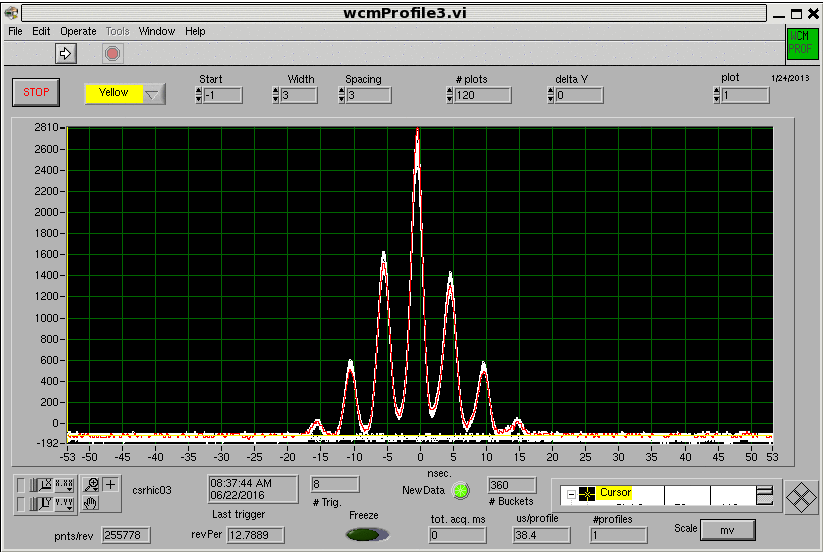 wcmProfile3.vi
File Edit Operate Tools Window Help
WCM
PROF
Start Width Spacing # plots delta V plot 1/24/2013
STOP Yellow -1 3 3 120 0 1
2810
2600
2400
2200
2000
1800
1600
1400
1200
1000
800
600
400
200
0
-192
-53 -50 -45 -40 -35 -30 -25 -20 -15 -10 -5 0 5 10 15 20 25 30 35 40 45 50 53
nsec.
X X.XX
Y Y.YY
csrhic03
08:37:44 AM
06/22/2016
Last trigger
8
# Trig.
NewData
360
# Buckets
Cursor
pnts/rev 255778
revPer 12.7889
Freeze
tot. acq. ms
0
us/profile
38.4
#profiles
1
Scale mv